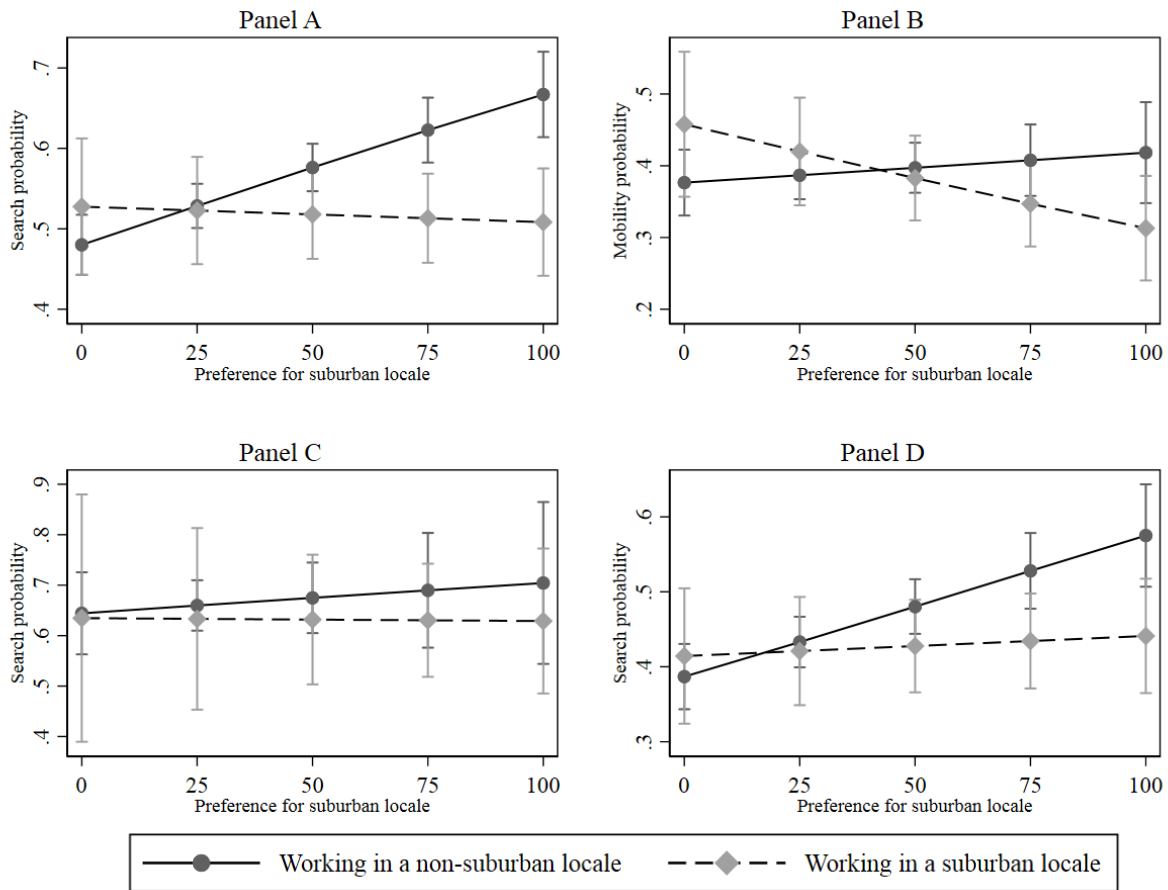 Panel A
Search probability
.7
.6
.5
.4
0 25 50 75 100
Preference for suburban locale
Panel B
Mobility probability
.5
.4
.3
.2
0 25 50 75 100
Preference for suburban locale
Panel C
Search probability
.9
.8
.7
.6
.5
.4
0 25 50 75 100
Preference for suburban locale
Panel D
Search probability
.6
.5
.4
.3
0 25 50 75 100
Preference for suburban locale
Working in a non-suburban locale Working in a suburban locale